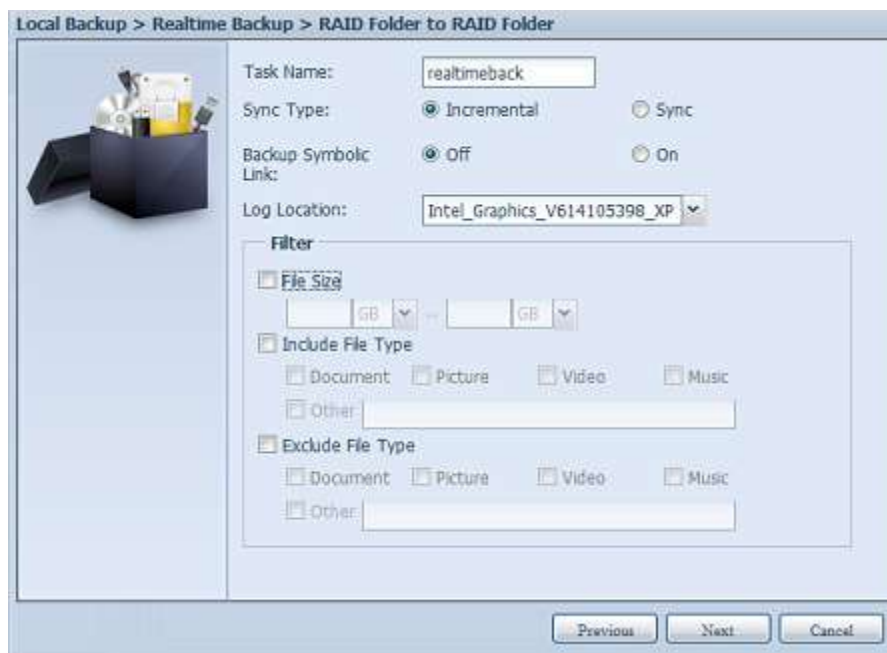 Local Backup > Realtime Backup > RAID Folder to RAID Folder
Task Name: realtimeback
Sync Type: Incremental Sync
Backup Symbolic Link: Off On
Log Location: Intel_Graphics_V614105398_XP
Filter
File Size
GB -- GB
Include File Type
Document Picture Video Music
Other
Exclude File Type
Document Picture Video Music
Other
Previous Next Cancel